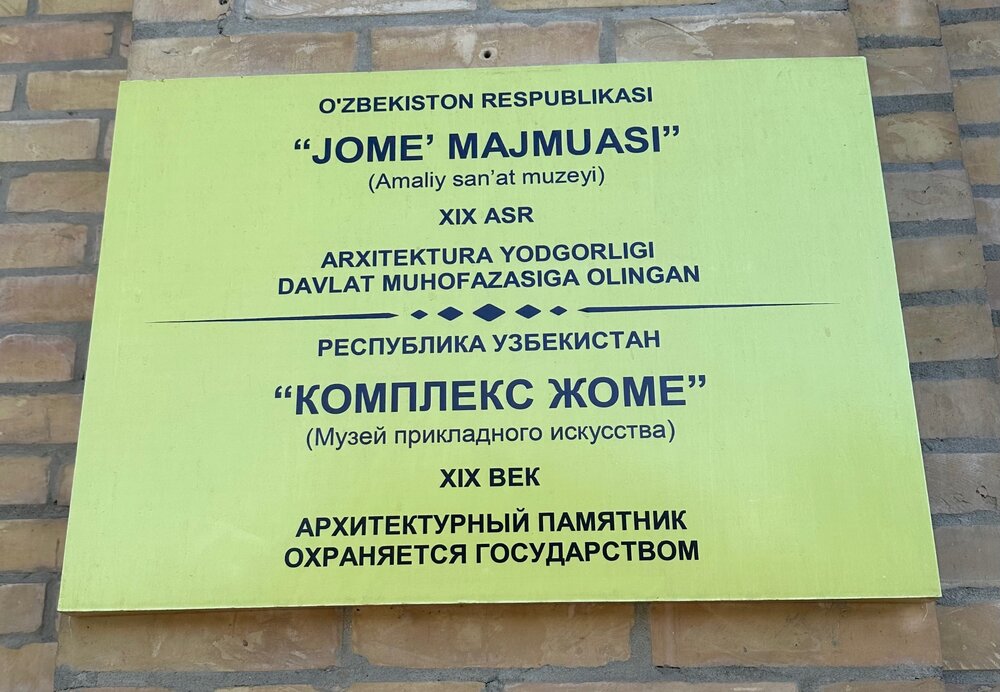 O'ZBEKISTON RESPUBLIKASI
“JOME’ MAJMUASI”
(Amaliy san’at muzeyi)
XIX ASR
ARXITEKTURA YODGORLIGI
DAVLAT MUHOFAZASIGA OLINGAN
РЕСПУБЛИКА УЗБЕКИСТАН
“КОМПЛЕКС ЖОМЕ”
(Музей прикладного искусства)
XIX ВЕК
АРХИТЕКТУРНЫЙ ПАМЯТНИК
ОХРАНЯЕТСЯ ГОСУДАРСТВОМ